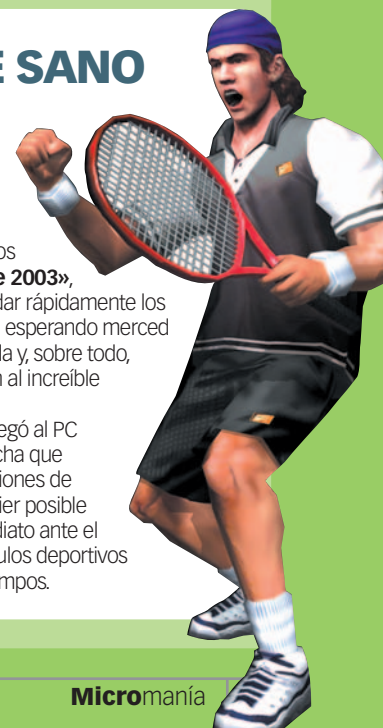 E SANO
os
e 2003»,
dar rápidamente los
esperando merced
la y, sobre todo,
n al increíble
egó al PC
cha que
iones de
ier posible
diato ante el
ulos deportivos
empos.
Micromanía